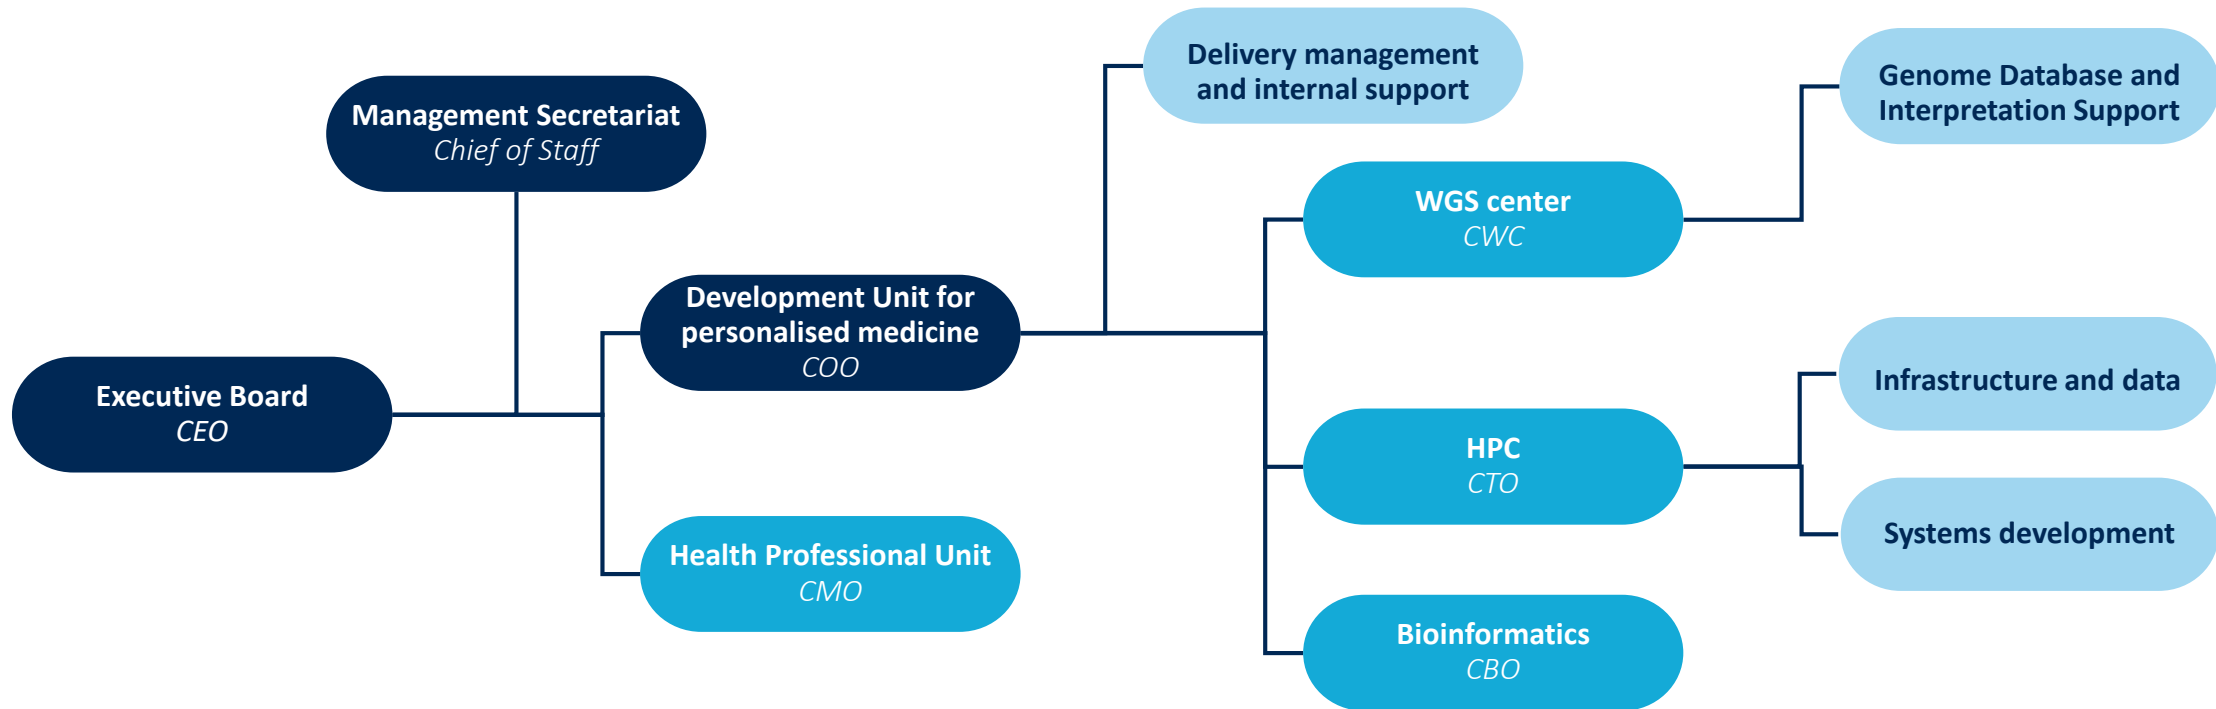 Management Secretariat
Chief of Staff
Executive Board
CEO
Development Unit for
personalised medicine
COO
Health Professional Unit
CMO
Delivery management
and internal support
WGS center
CWC
HPC
CTO
Bioinformatics
CBO
Genome Database and
Interpretation Support
Infrastructure and data
Systems development